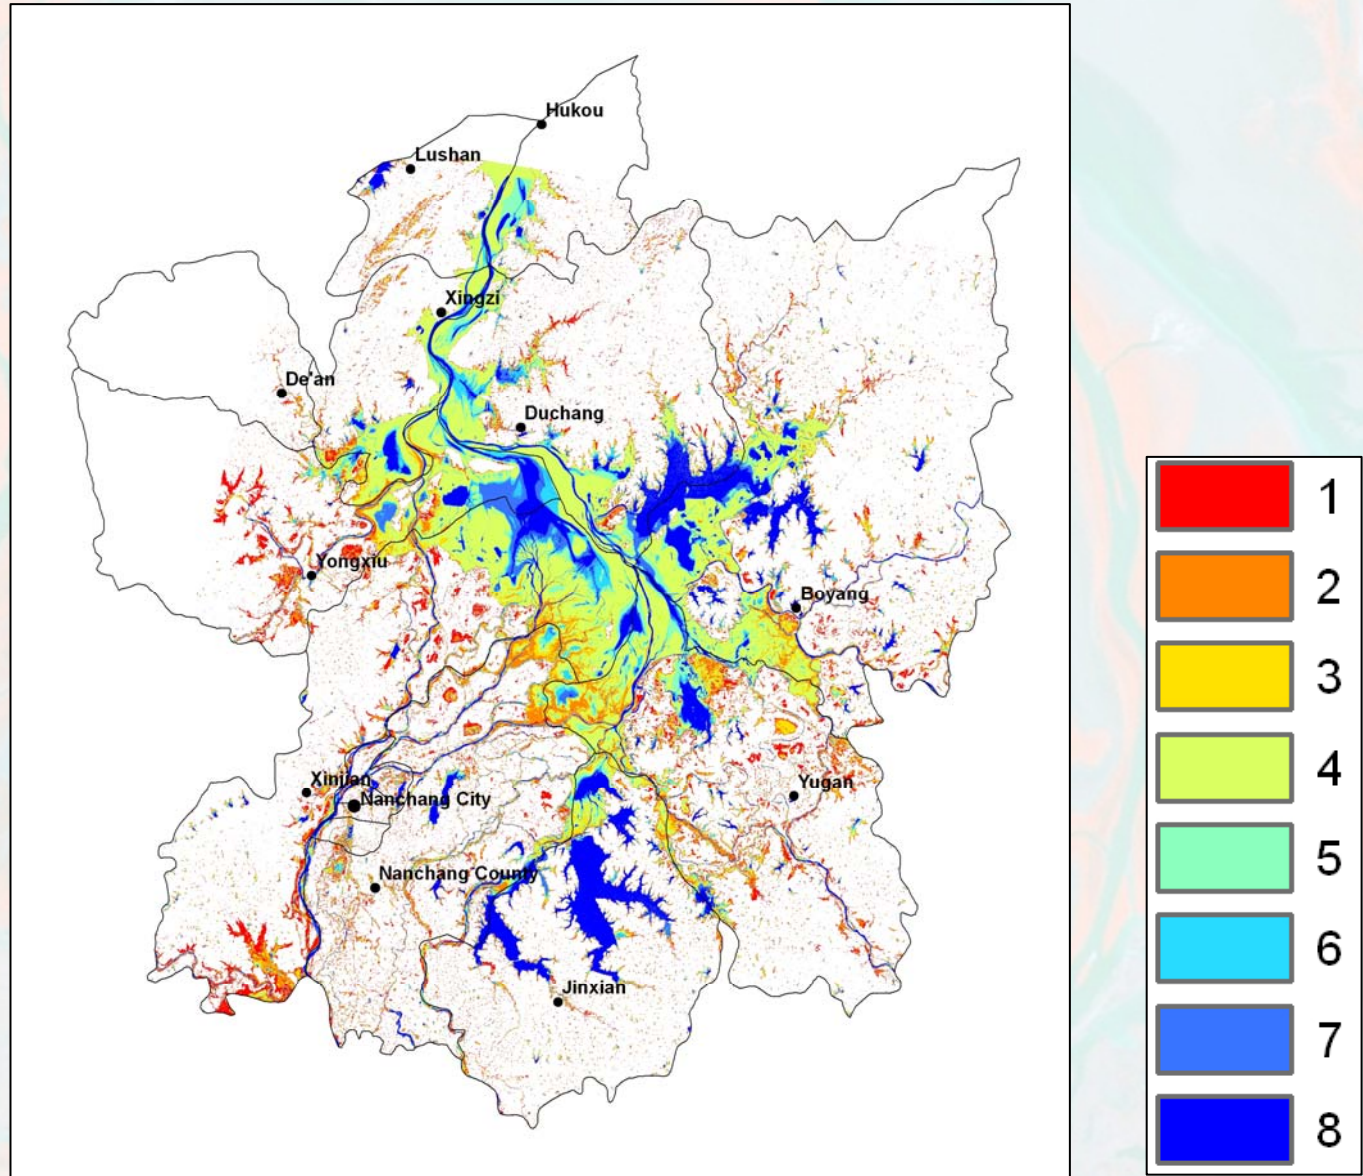 Hukou
Lushan
Xingzi
De'an
Duchang
Yongxiu
Boyang
Xinjian
Nanchang City
Yugan
Nanchang County
Jinxian
1
2
3
4
5
6
7
8